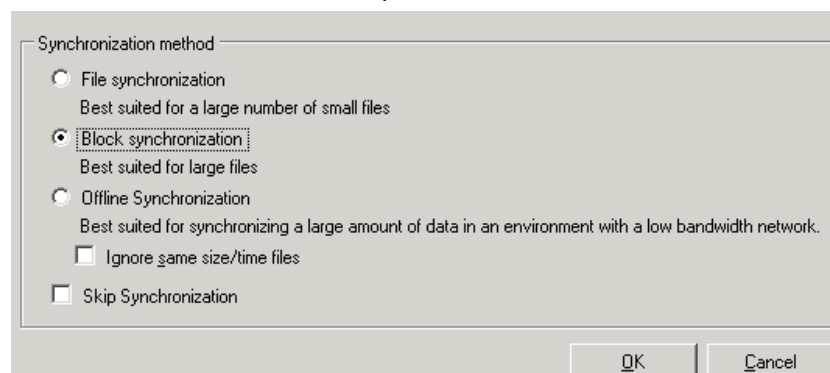 Synchronization method
File synchronization
Best suited for a large number of small files
Block synchronization
Best suited for large files
Offline Synchronization
Best suited for synchronizing a large amount of data in an environment with a low bandwidth network.
Ignore same size/time files
Skip Synchronization
OK Cancel